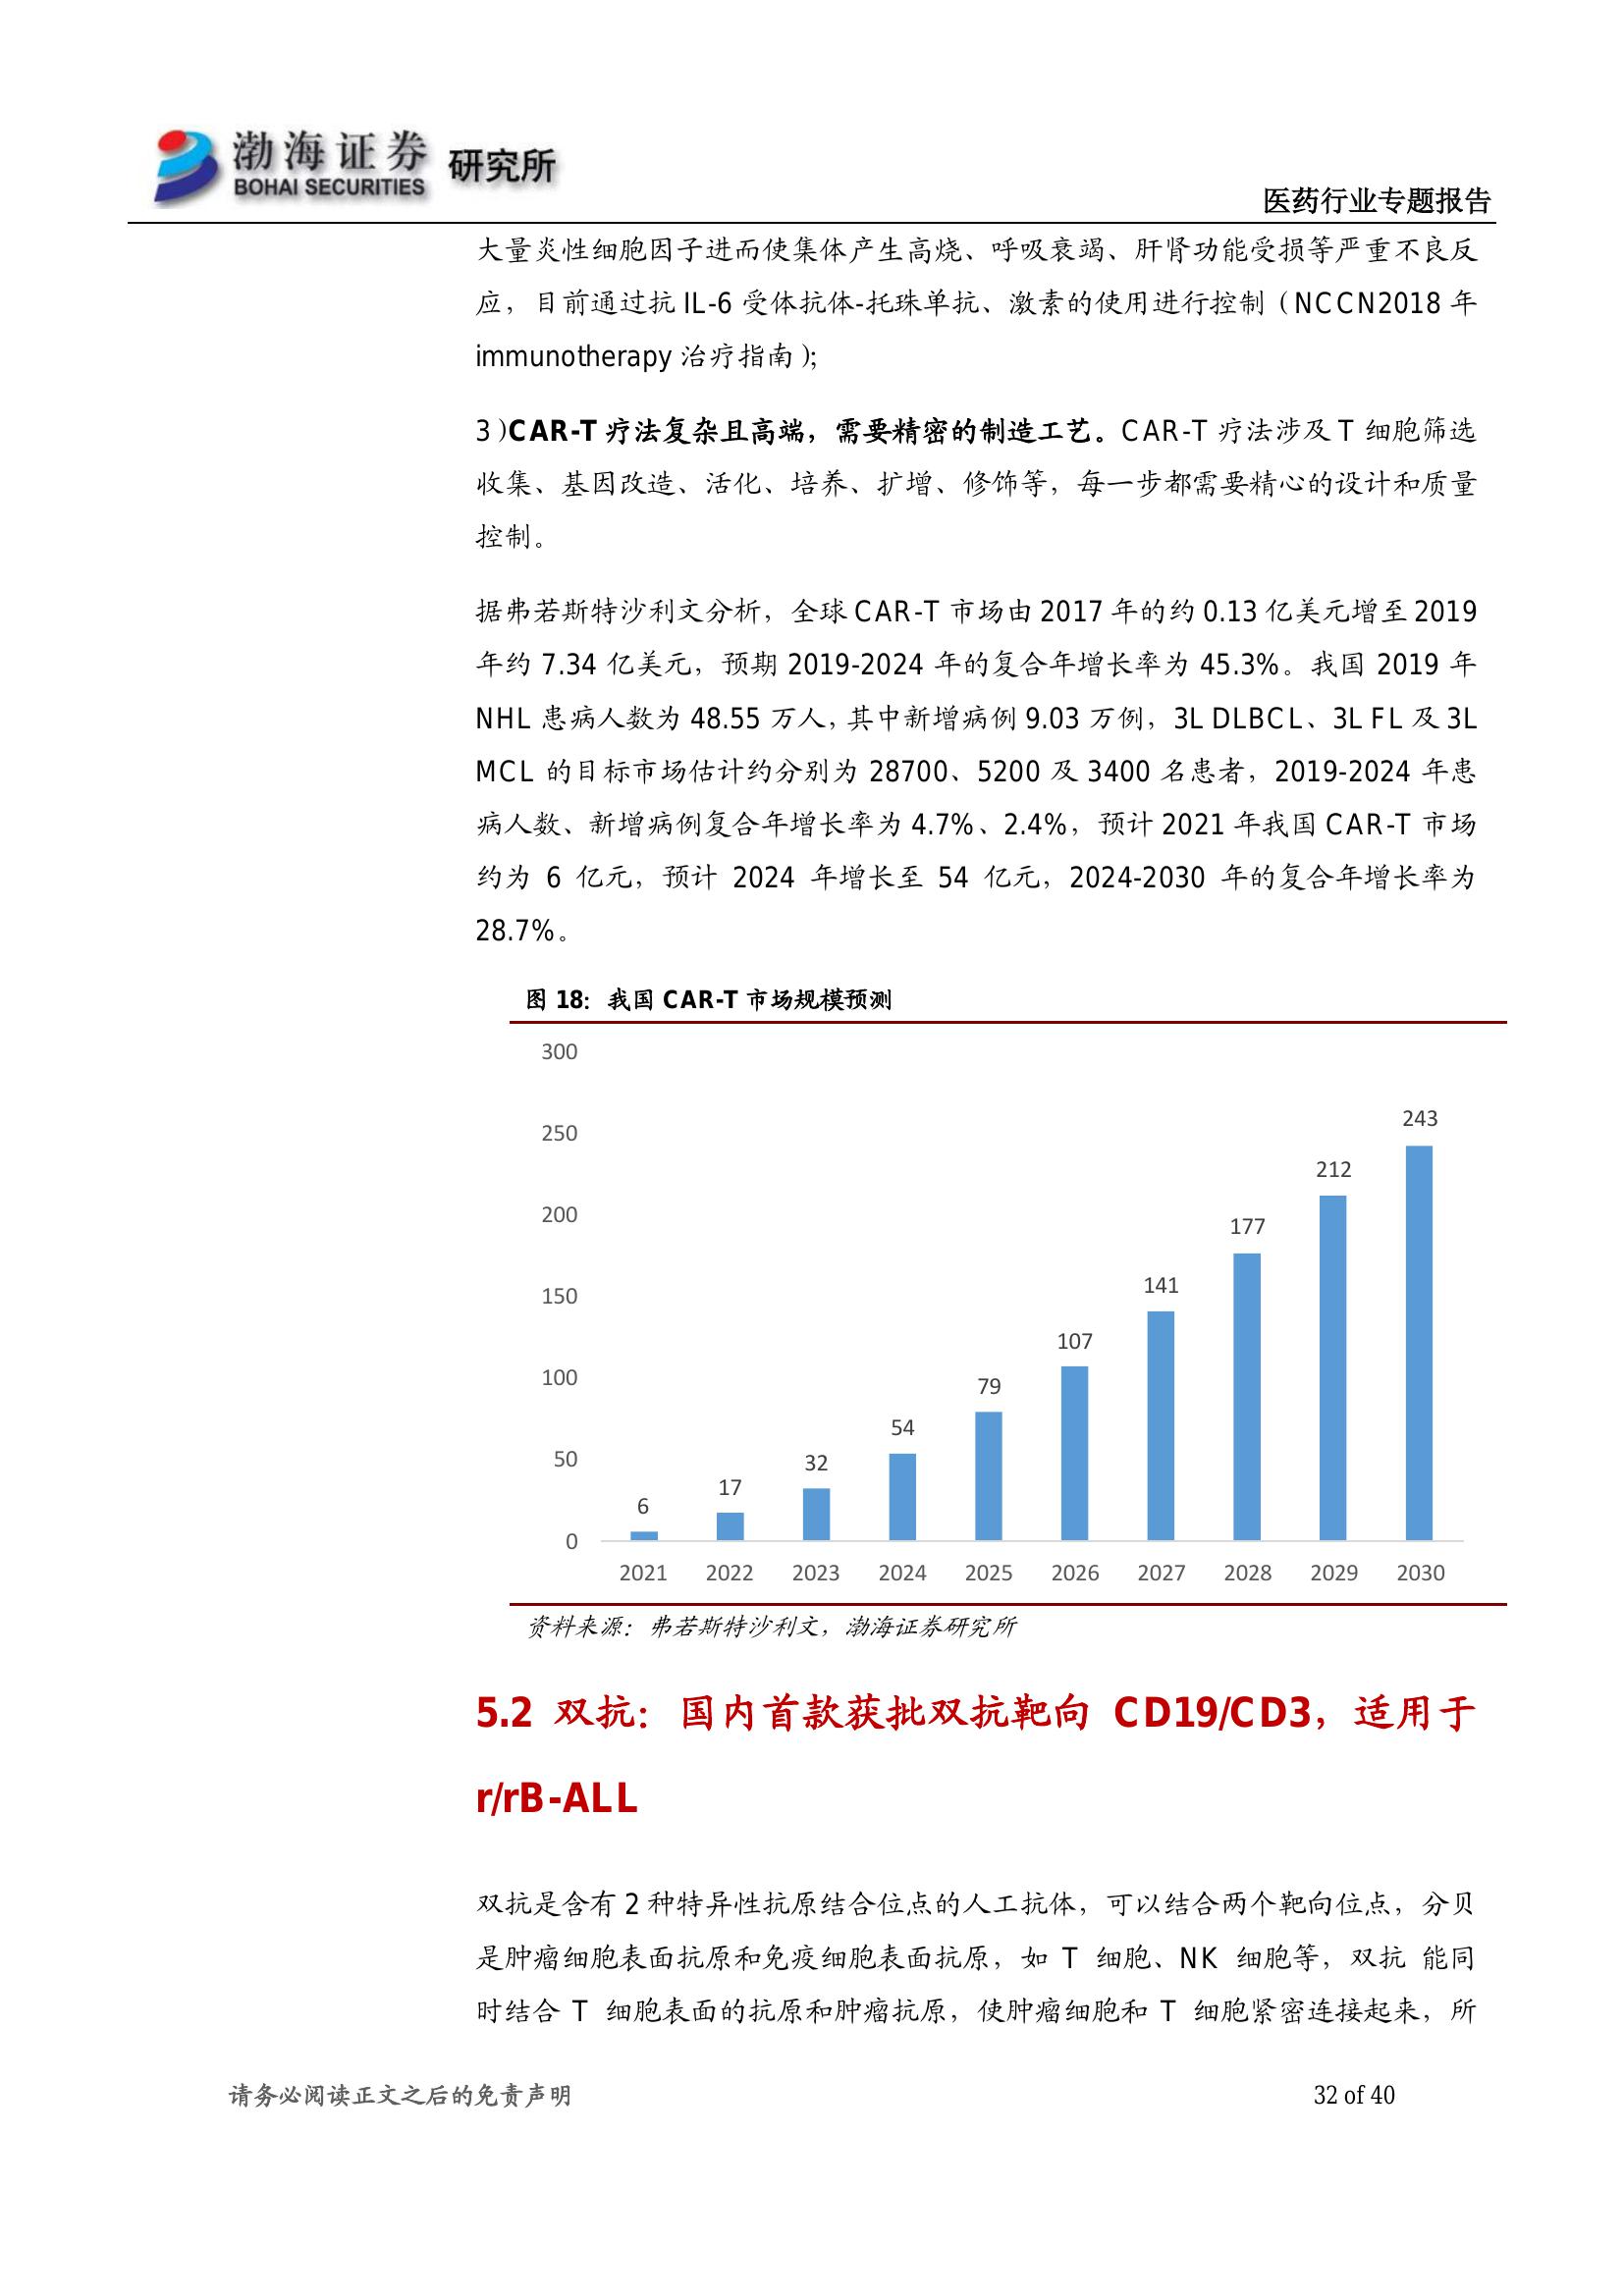 渤海证券 研究所
BOHAI SECURITIES
医药行业专题报告
大量炎性细胞因子进而使集体产生高烧、呼吸衰竭、肝肾功能受损等严重不良反
应，目前通过抗 IL-6 受体抗体-托珠单抗、激素的使用进行控制（NCCN2018 年
immunotherapy 治疗指南）；
3）CAR-T 疗法复杂且高端，需要精密的制造工艺。CAR-T 疗法涉及 T 细胞筛选
收集、基因改造、活化、培养、扩增、修饰等，每一步都需要精心的设计和质量
控制。
据弗若斯特沙利文分析，全球 CAR-T 市场由 2017 年的约 0.13 亿美元增至 2019
年约 7.34 亿美元，预期 2019-2024 年的复合年增长率为 45.3%。我国 2019 年
NHL 患病人数为 48.55 万人，其中新增病例 9.03 万例，3L DLBCL、3L FL 及 3L
MCL 的目标市场估计约分别为 28700、5200 及 3400 名患者，2019-2024 年患
病人数、新增病例复合年增长率为 4.7%、2.4%，预计 2021 年我国 CAR-T 市场
约为 6 亿元，预计 2024 年增长至 54 亿元，2024-2030 年的复合年增长率为
28.7%。
图 18：我国 CAR-T 市场规模预测
300
250
200
150
100
50
0
6
17
32
54
79
107
141
177
212
243
2021 2022 2023 2024 2025 2026 2027 2028 2029 2030
资料来源：弗若斯特沙利文，渤海证券研究所
5.2 双抗：国内首款获批双抗靶向 CD19/CD3，适用于
r/rB-ALL
双抗是含有 2 种特异性抗原结合位点的人工抗体，可以结合两个靶向位点，分贝
是肿瘤细胞表面抗原和免疫细胞表面抗原，如 T 细胞、NK 细胞等，双抗 能同
时结合 T 细胞表面的抗原和肿瘤抗原，使肿瘤细胞和 T 细胞紧密连接起来，所
请务必阅读正文之后的免责声明
32 of 40